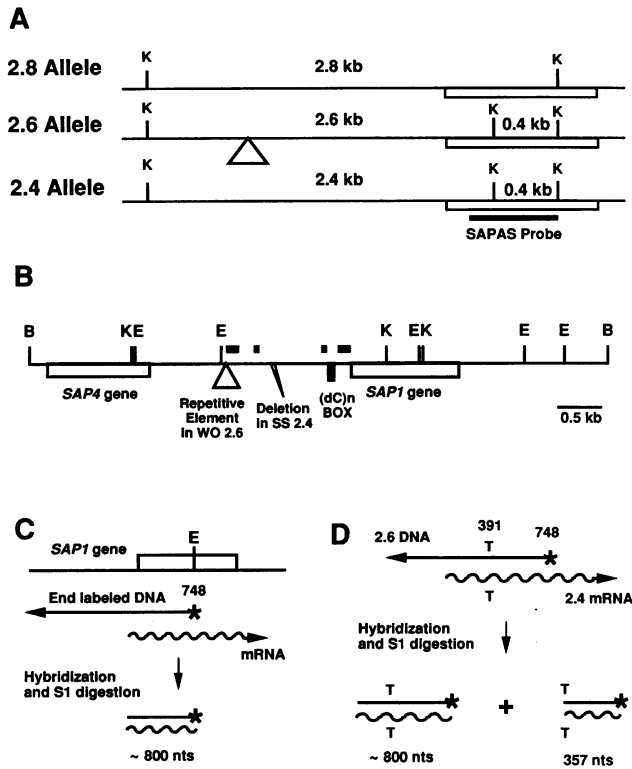 A
2.8 Allele K 2.8 kb K
2.6 Allele K 2.6 kb K 0.4 kb K
2.4 Allele K 2.4 kb K 0.4 kb K
SAPAS Probe
B
B K E E K E K E E B
SAP4 gene
Repetitive
Element
in WO 2.6
Deletion
in SS 2.4
(dC)n
BOX
SAP1 gene
0.5 kb
C
SAP1 gene
E
End labeled DNA
748
*
mRNA
Hybridization
and S1 digestion
*
~ 800 nts
D
2.6 DNA
391
748
T
*
T
2.4 mRNA
Hybridization
and S1 digestion
T
*
T
~ 800 nts
+
T
*
T
357 nts